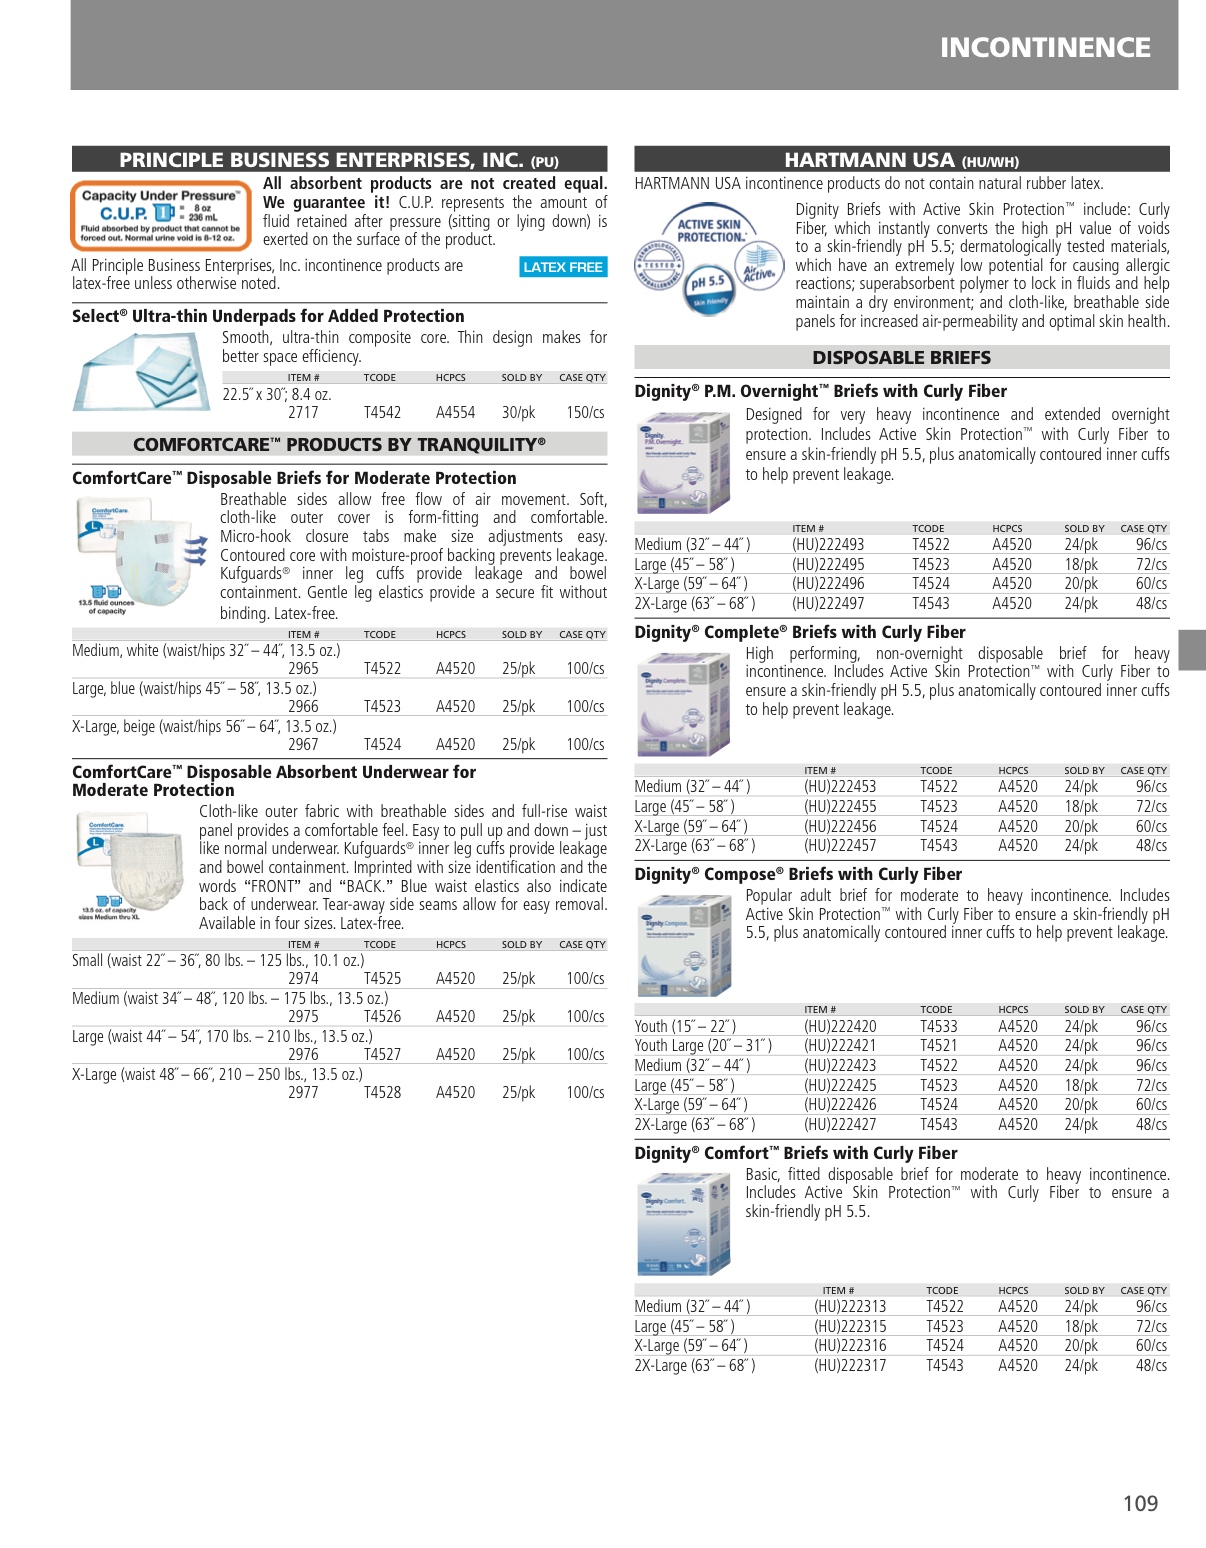 INCONTINENCE
PRINCIPLE BUSINESS ENTERPRISES, INC. (PU)
Capacity Under Pressure™
C.U.P. 1 = 8 oz
= 236 mL
Fluid absorbed by product that cannot be
forced out. Normal urine void is 8-12 oz.
All absorbent products are not created equal.
We guarantee it! C.U.P. represents the amount of
fluid retained after pressure (sitting or lying down) is
exerted on the surface of the product.
All Principle Business Enterprises, Inc. incontinence products are
latex-free unless otherwise noted.
LATEX FREE
Select® Ultra-thin Underpads for Added Protection
Smooth, ultra-thin composite core. Thin design makes for
better space efficiency.
ITEM # TCODE HCPCS SOLD BY CASE QTY
22.5˝ x 30˝; 8.4 oz.
2717 T4542 A4554 30/pk 150/cs
COMFORTCARE™ PRODUCTS BY TRANQUILITY®
ComfortCare™ Disposable Briefs for Moderate Protection
ComfortCare
L
13.5 fluid ounces
of capacity
Breathable sides allow free flow of air movement. Soft,
cloth-like outer cover is form-fitting and comfortable.
Micro-hook closure tabs make size adjustments easy.
Contoured core with moisture-proof backing prevents leakage.
Kufguards® inner leg cuffs provide leakage and bowel
containment. Gentle leg elastics provide a secure fit without
binding. Latex-free.
ITEM # TCODE HCPCS SOLD BY CASE QTY
Medium, white (waist/hips 32˝ – 44˝, 13.5 oz.)
2965 T4522 A4520 25/pk 100/cs
Large, blue (waist/hips 45˝ – 58˝, 13.5 oz.)
2966 T4523 A4520 25/pk 100/cs
X-Large, beige (waist/hips 56˝ – 64˝, 13.5 oz.)
2967 T4524 A4520 25/pk 100/cs
ComfortCare™ Disposable Absorbent Underwear for
Moderate Protection
ComfortCare
L
13.5 oz. of capacity
sizes Medium thru XL
Cloth-like outer fabric with breathable sides and full-rise waist
panel provides a comfortable feel. Easy to pull up and down – just
like normal underwear. Kufguards® inner leg cuffs provide leakage
and bowel containment. Imprinted with size identification and the
words “FRONT” and “BACK.” Blue waist elastics also indicate
back of underwear. Tear-away side seams allow for easy removal.
Available in four sizes. Latex-free.
ITEM # TCODE HCPCS SOLD BY CASE QTY
Small (waist 22˝ – 36˝, 80 lbs. – 125 lbs., 10.1 oz.)
2974 T4525 A4520 25/pk 100/cs
Medium (waist 34˝ – 48˝, 120 lbs. – 175 lbs., 13.5 oz.)
2975 T4526 A4520 25/pk 100/cs
Large (waist 44˝ – 54˝, 170 lbs. – 210 lbs., 13.5 oz.)
2976 T4527 A4520 25/pk 100/cs
X-Large (waist 48˝ – 66˝, 210 – 250 lbs., 13.5 oz.)
2977 T4528 A4520 25/pk 100/cs
HARTMANN USA (HU/WH)
HARTMANN USA incontinence products do not contain natural rubber latex.
ACTIVE SKIN
PROTECTION™
DERMATOLOGICALLY
TESTED
Air
Active™
pH 5.5
Skin Friendly
Dignity Briefs with Active Skin Protection™ include: Curly
Fiber, which instantly converts the high pH value of voids
to a skin-friendly pH 5.5; dermatologically tested materials,
which have an extremely low potential for causing allergic
reactions; superabsorbent polymer to lock in fluids and help
maintain a dry environment; and cloth-like, breathable side
panels for increased air-permeability and optimal skin health.
DISPOSABLE BRIEFS
Dignity® P.M. Overnight™ Briefs with Curly Fiber
Dignity
P.M. Overnight
Designed for very heavy incontinence and extended overnight
protection. Includes Active Skin Protection™ with Curly Fiber to
ensure a skin-friendly pH 5.5, plus anatomically contoured inner cuffs
to help prevent leakage.
ITEM # TCODE HCPCS SOLD BY CASE QTY
Medium (32˝ – 44˝ ) (HU)222493 T4522 A4520 24/pk 96/cs
Large (45˝ – 58˝ ) (HU)222495 T4523 A4520 18/pk 72/cs
X-Large (59˝ – 64˝ ) (HU)222496 T4524 A4520 20/pk 60/cs
2X-Large (63˝ – 68˝ ) (HU)222497 T4543 A4520 24/pk 48/cs
Dignity® Complete® Briefs with Curly Fiber
Dignity Complete
High performing, non-overnight disposable brief for heavy
incontinence. Includes Active Skin Protection™ with Curly Fiber to
ensure a skin-friendly pH 5.5, plus anatomically contoured inner cuffs
to help prevent leakage.
ITEM # TCODE HCPCS SOLD BY CASE QTY
Medium (32˝ – 44˝ ) (HU)222453 T4522 A4520 24/pk 96/cs
Large (45˝ – 58˝ ) (HU)222455 T4523 A4520 18/pk 72/cs
X-Large (59˝ – 64˝ ) (HU)222456 T4524 A4520 20/pk 60/cs
2X-Large (63˝ – 68˝ ) (HU)222457 T4543 A4520 24/pk 48/cs
Dignity® Compose® Briefs with Curly Fiber
Dignity Compose
Popular adult brief for moderate to heavy incontinence. Includes
Active Skin Protection™ with Curly Fiber to ensure a skin-friendly pH
5.5, plus anatomically contoured inner cuffs to help prevent leakage.
ITEM # TCODE HCPCS SOLD BY CASE QTY
Youth (15˝ – 22˝ ) (HU)222420 T4533 A4520 24/pk 96/cs
Youth Large (20˝ – 31˝ ) (HU)222421 T4521 A4520 24/pk 96/cs
Medium (32˝ – 44˝ ) (HU)222423 T4522 A4520 24/pk 96/cs
Large (45˝ – 58˝ ) (HU)222425 T4523 A4520 18/pk 72/cs
X-Large (59˝ – 64˝ ) (HU)222426 T4524 A4520 20/pk 60/cs
2X-Large (63˝ – 68˝ ) (HU)222427 T4543 A4520 24/pk 48/cs
Dignity® Comfort™ Briefs with Curly Fiber
Dignity Comfort
Basic, fitted disposable brief for moderate to heavy incontinence.
Includes Active Skin Protection™ with Curly Fiber to ensure a
skin-friendly pH 5.5.
ITEM # TCODE HCPCS SOLD BY CASE QTY
Medium (32˝ – 44˝ ) (HU)222313 T4522 A4520 24/pk 96/cs
Large (45˝ – 58˝ ) (HU)222315 T4523 A4520 18/pk 72/cs
X-Large (59˝ – 64˝ ) (HU)222316 T4524 A4520 20/pk 60/cs
2X-Large (63˝ – 68˝ ) (HU)222317 T4543 A4520 24/pk 48/cs
109